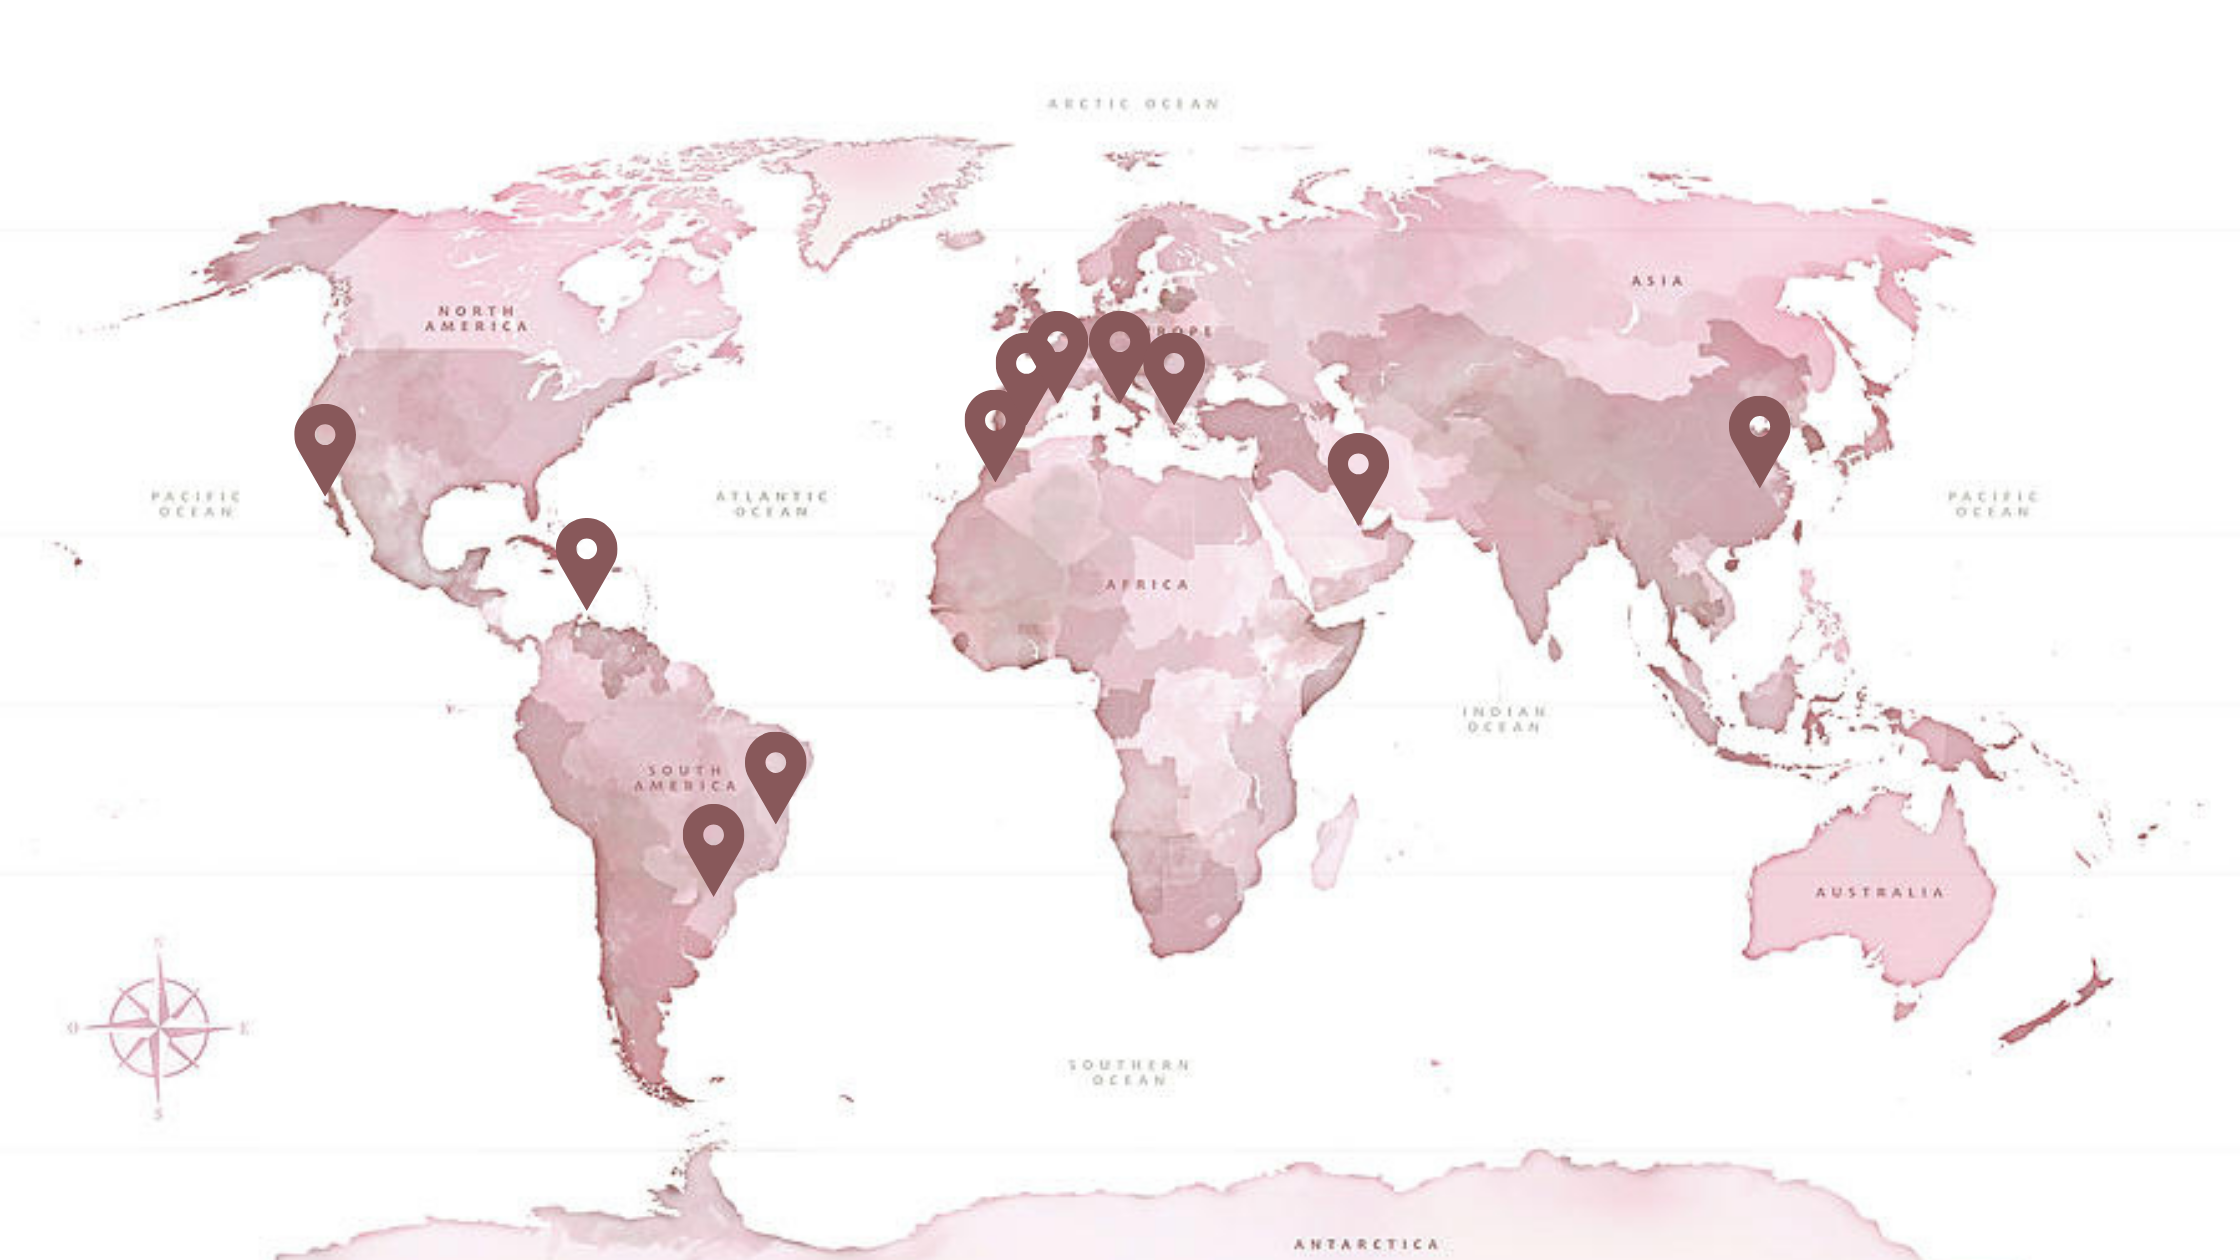 ARCTIC OCEAN
ASIA
NORTH
AMERICA
ROPE
PACIFIC
OCEAN
ATLANTIC
OCEAN
PACIFIC
OCEAN
AFRICA
INDIAN
OCEAN
SOUTH
AMERICA
AUSTRALIA
N
O
E
S
SOUTHERN
OCEAN
ANTARCTICA